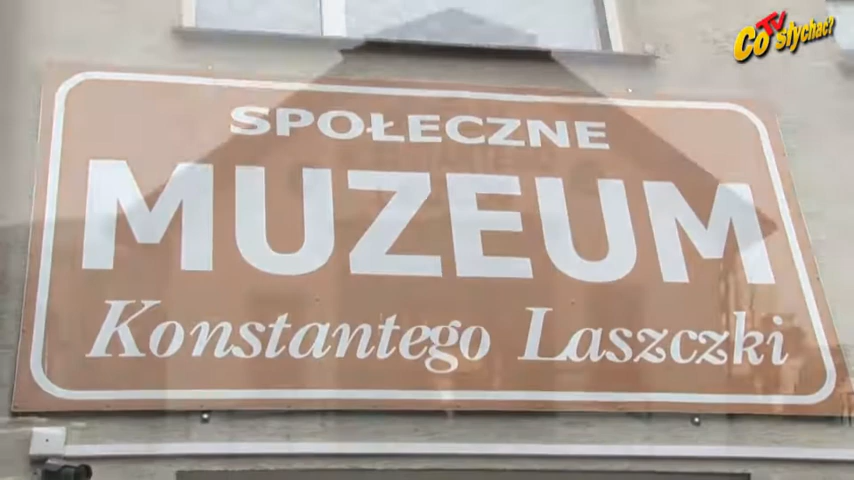 TV
Co słychać?
SPOŁECZNE
MUZEUM
Konstantego Laszczki